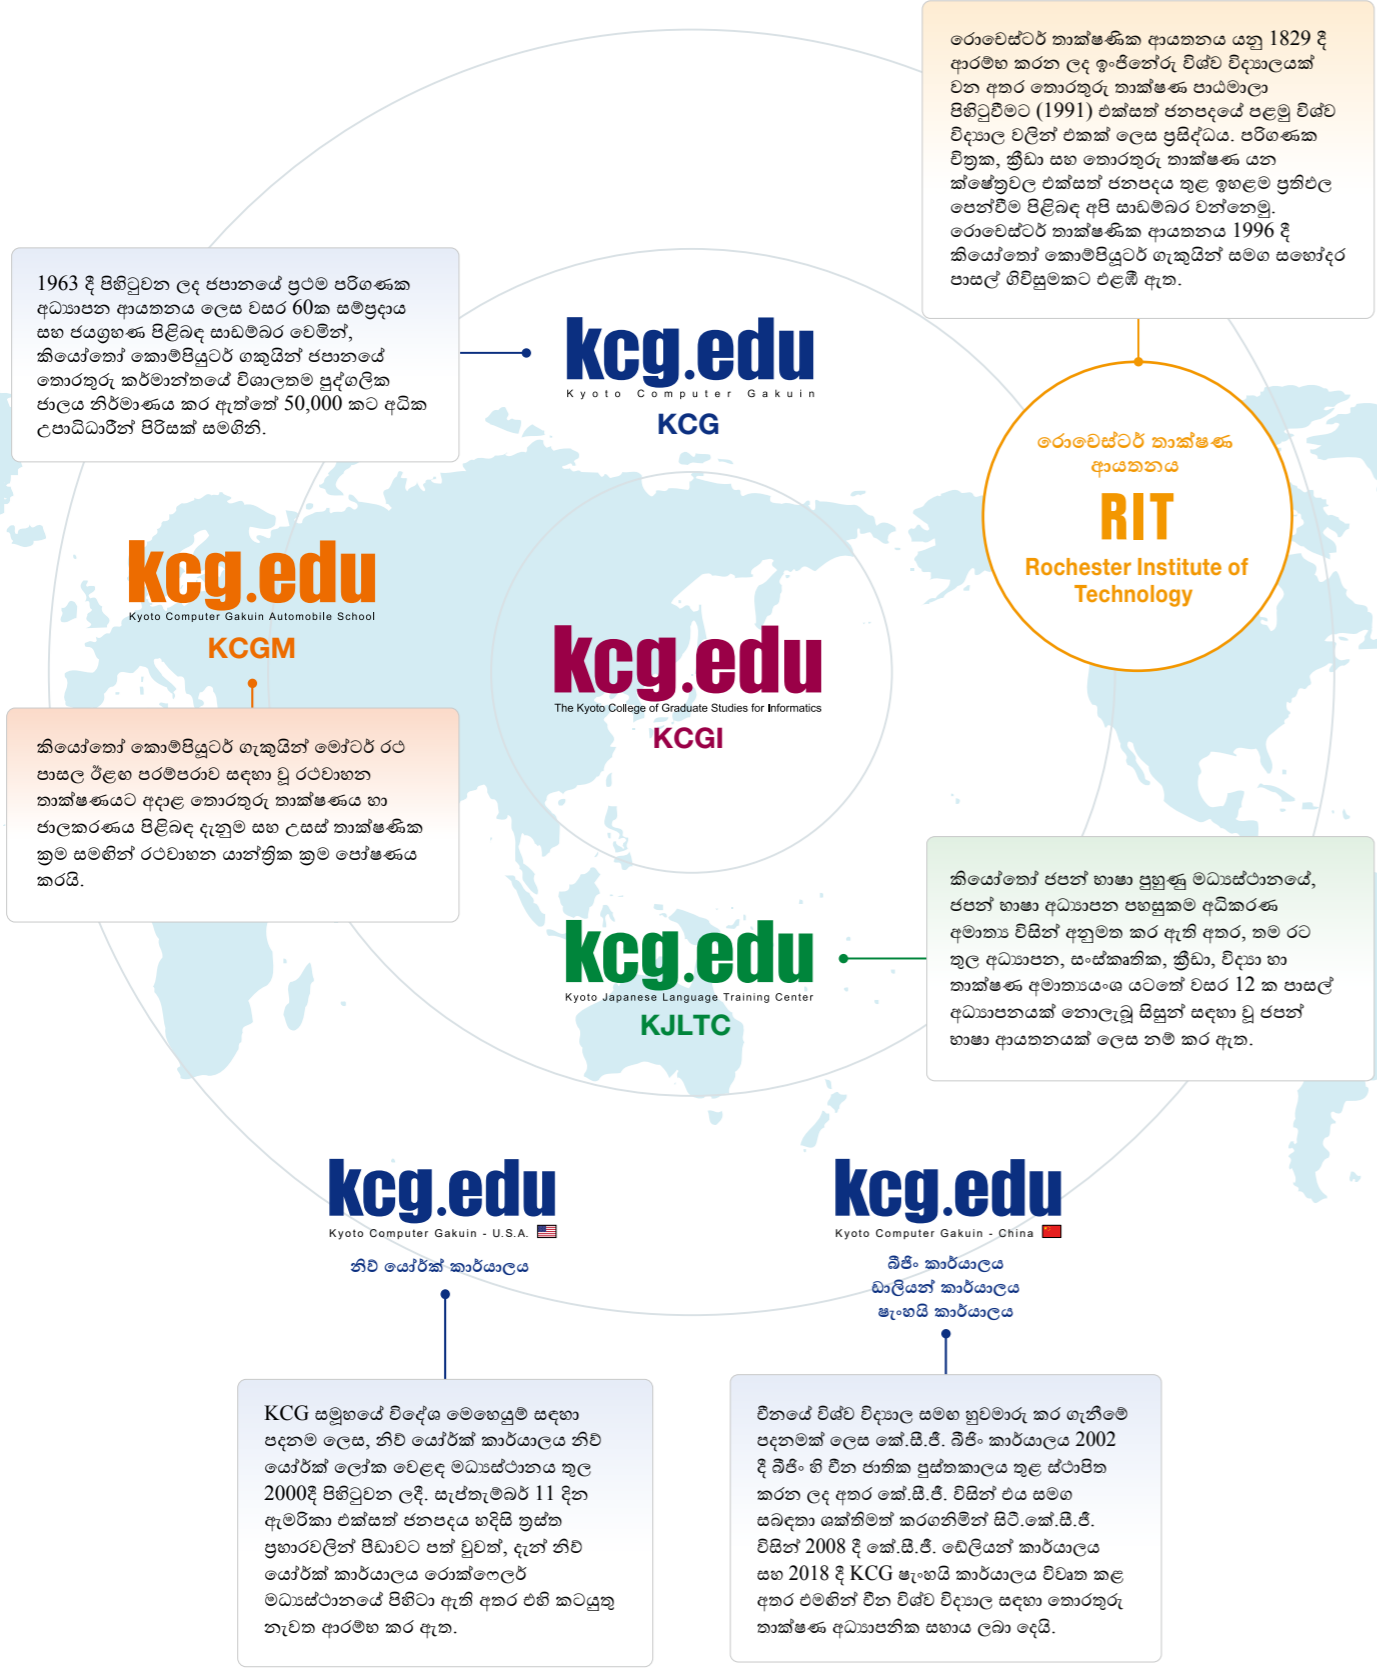 රොචෙස්ටර් තාක්ෂණික ආයතනය යනු 1829 දී
ආරම්භ කරන ලද ඉංජිනේරු විශ්ව විද්‍යාලයක්
වන අතර තොරතුරු තාක්ෂණ පාඨමාලා
පිහිටුවීමට (1991) එක්සත් ජනපදයේ පළමු විශ්ව
විද්‍යාල වලින් එකක් ලෙස ප්‍රසිද්ධය. පරිගණක
චිත්‍රක, ක්‍රීඩා සහ තොරතුරු තාක්ෂණ යන
ක්ෂේත්‍රවල එක්සත් ජනපදය තුළ ඉහළම ප්‍රතිඵල
පෙන්වීම පිළිබඳ අපි සාඩම්බර වන්නෙමු.
රොචෙස්ටර් තාක්ෂණික ආයතනය 1996 දී
කියෝතෝ කොම්පියූටර් ගැකුයින් සමග සහෝදර
පාසල් ගිවිසුමකට එළඹී ඇත.
1963 දී පිහිටුවන ලද ජපානයේ ප්‍රථම පරිගණක
අධ්‍යාපන ආයතනය ලෙස වසර 60ක සම්ප්‍රදාය
සහ ජයග්‍රහණ පිළිබඳ සාඩම්බර වෙමින්,
කියෝතෝ කොම්පියුටර් ගකුයින් ජපානයේ
තොරතුරු කර්මාන්තයේ විශාලතම පුද්ගලික
ජාලය නිර්මාණය කර ඇත්තේ 50,000 කට අධික
උපාධිධාරීන් පිරිසක් සමගිනි.
kcg.edu
Kyoto Computer Gakuin
KCG
රොචෙස්ටර් තාක්ෂණ
ආයතනය
RIT
Rochester Institute of
Technology
kcg.edu
Kyoto Computer Gakuin Automobile School
KCGM
kcg.edu
The Kyoto College of Graduate Studies for Informatics
KCGI
කියෝතෝ කොම්පියූටර් ගැකුයින් මෝටර් රථ
පාසල ඊළඟ පරම්පරාව සඳහා වූ රථවාහන
තාක්ෂණයට අදාළ තොරතුරු තාක්ෂණය හා
ජාලකරණය පිළිබඳ දැනුම සහ උසස් තාක්ෂණික
ක්‍රම සමඟින් රථවාහන යාන්ත්‍රික ක්‍රම පෝෂණය
කරයි.
කියෝතෝ ජපන් භාෂා පුහුණු මධ්‍යස්ථානයේ,
ජපන් භාෂා අධ්‍යාපන පහසුකම අධිකරණ
අමාත්‍ය විසින් අනුමත කර ඇති අතර, තම රට
තුල අධ්‍යාපන, සංස්කෘතික, ක්‍රීඩා, විද්‍යා හා
තාක්ෂණ අමාත්‍යයංශ යටතේ වසර 12 ක පාසල්
අධ්‍යාපනයක් නොලැබූ සිසුන් සඳහා වූ ජපන්
භාෂා ආයතනයක් ලෙස නම් කර ඇත.
kcg.edu
Kyoto Japanese Language Training Center
KJLTC
kcg.edu
Kyoto Computer Gakuin - U.S.A.
නිව් යෝර්ක් කාර්යාලය
kcg.edu
Kyoto Computer Gakuin - China
බීජිං කාර්යාලය
ඩාලියන් කාර්යාලය
ෂැංහයි කාර්යාලය
KCG සමූහයේ විදේශ මෙහෙයුම් සඳහා
පදනම ලෙස, නිව් යෝර්ක් කාර්යාලය නිව්
යෝර්ක් ලෝක වෙළඳ මධ්‍යස්ථානය තුල
2000දී පිහිටුවන ලදී. සැප්තැම්බර් 11 දින
ඇමරිකා එක්සත් ජනපදය හදිසි ත්‍රස්ත
ප්‍රහාරවලින් පීඩාවට පත් වුවත්, දැන් නිව්
යෝර්ක් කාර්යාලය රොක්ෆෙලර්
මධ්‍යස්ථානයේ පිහිටා ඇති අතර එහි කටයුතු
නැවත ආරම්භ කර ඇත.
චීනයේ විශ්ව විද්‍යාල සමඟ හුවමාරු කර ගැනීමේ
පදනමක් ලෙස කේ.සී.ජී. බීජිං කාර්යාලය 2002
දී බීජිං හි චීන ජාතික පුස්තකාලය තුළ ස්ථාපිත
කරන ලද අතර කේ.සී.ජී. විසින් එය සමග
සබඳතා ශක්තිමත් කරගනිමින් සිටී.කේ.සී.ජී.
විසින් 2008 දී කේ.සී.ජී. ඩේලියන් කාර්යාලය
සහ 2018 දී KCG ෂැංහයි කාර්යාලය විවෘත කළ
අතර එමඟින් චීන විශ්ව විද්‍යාල සඳහා තොරතුරු
තාක්ෂණ අධ්‍යාපනික සහාය ලබා දෙයි.